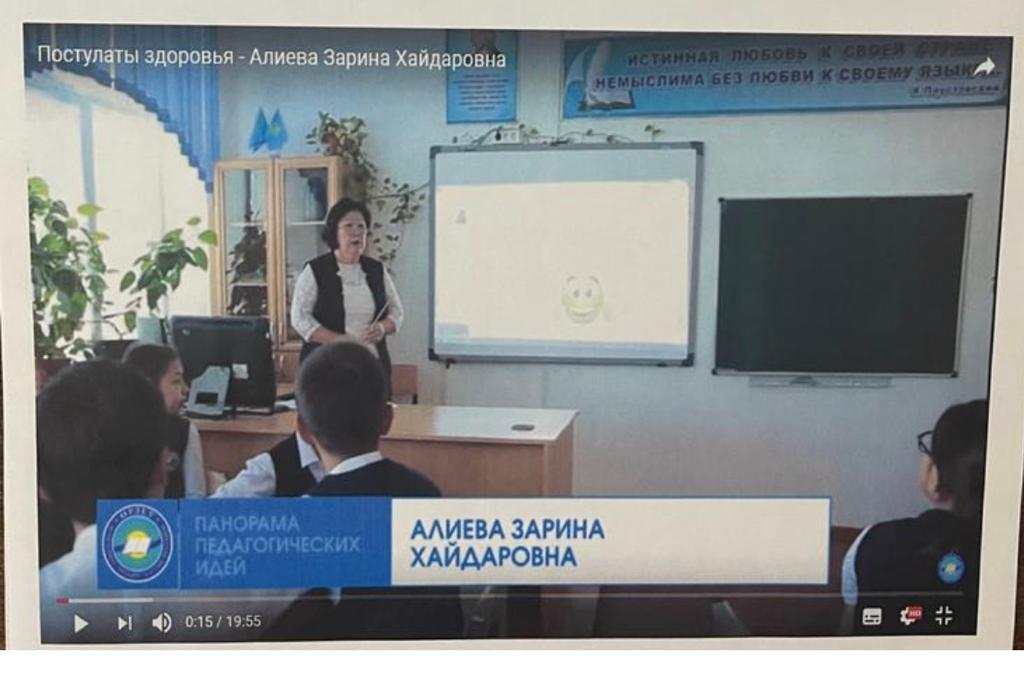 Постулаты здоровья - Алиева Зарина Хайдаровна
ИСТИННАЯ ЛЮБОВЬ К СВОЕЙ СТРАНЕ
НЕМЫСЛИМА БЕЗ ЛЮБВИ К СВОЕМУ ЯЗЫКУ
К.Паустовский
ПАНОРАМА
ПЕДАГОГИЧЕСКИХ
ИДЕЙ
АЛИЕВА ЗАРИНА
ХАЙДАРОВНА
0:15 / 19:55
HD